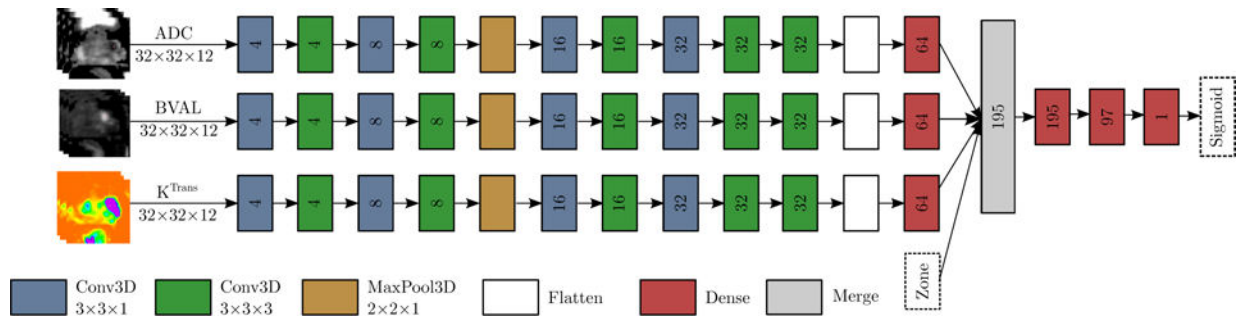 ADC
32×32×12
4 4 8 8 16 16 32 32 32 64
BVAL
32×32×12
4 4 8 8 16 16 32 32 32 64
K^Trans
32×32×12
4 4 8 8 16 16 32 32 32 64
Zone
195
195 97 1
Sigmoid
Conv3D
3×3×1
Conv3D
3×3×3
MaxPool3D
2×2×1
Flatten
Dense
Merge